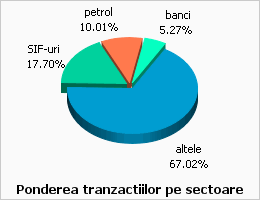 petrol
10.01%
banci
5.27%
SIF-uri
17.70%
altele
67.02%
Ponderea tranzactiilor pe sectoare